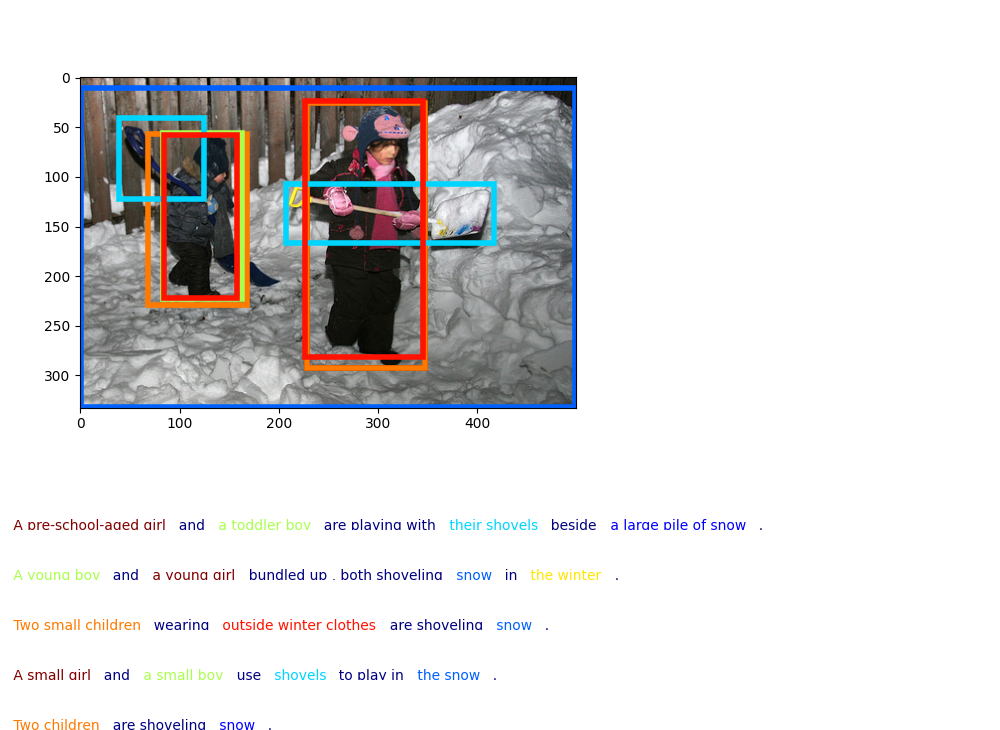 0
50
100
150
200
250
300
0 100 200 300 400
A pre-school-aged girl and a toddler boy are playing with their shovels beside a large pile of snow .
A young boy and a young girl bundled up , both shoveling snow in the winter .
Two small children wearing outside winter clothes are shoveling snow .
A small girl and a small boy use shovels to play in the snow .
Two children are shoveling snow .